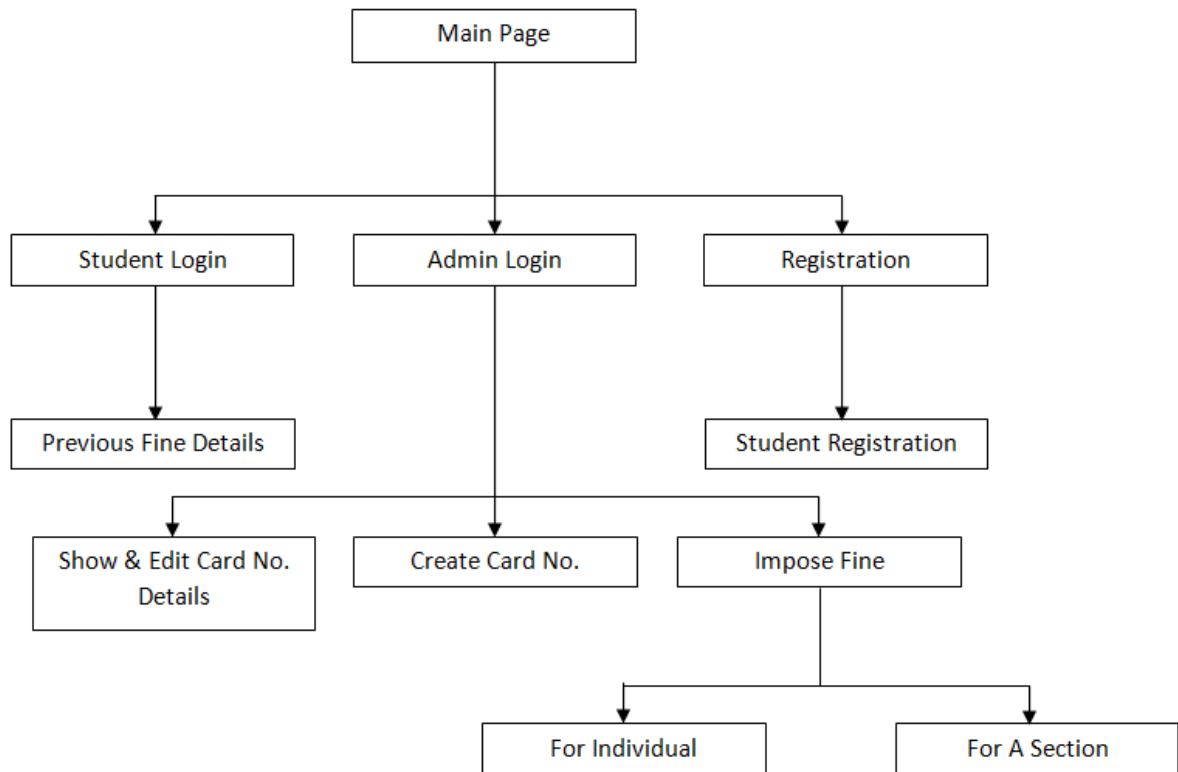 Main Page
Student Login
Admin Login
Registration
Previous Fine Details
Student Registration
Show & Edit Card No.
Details
Create Card No.
Impose Fine
For Individual
For A Section